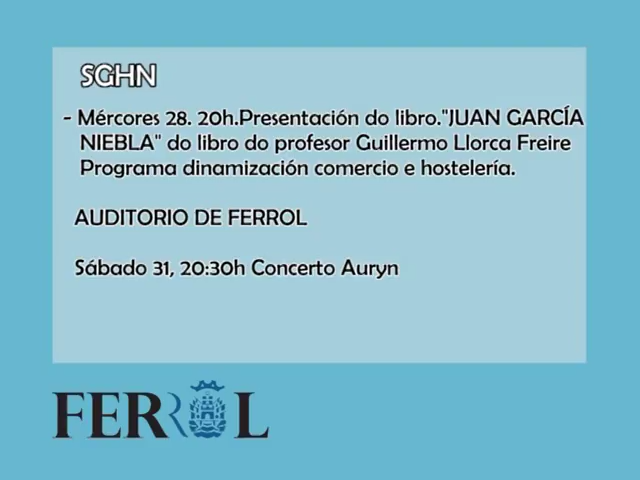 SGHN
- Mércores 28. 20h.Presentación do libro."JUAN GARCÍA
NIEBLA" do libro do profesor Guillermo Llorca Freire
Programa dinamización comercio e hostelería.
AUDITORIO DE FERROL
Sábado 31, 20:30h Concerto Auryn
FERROL